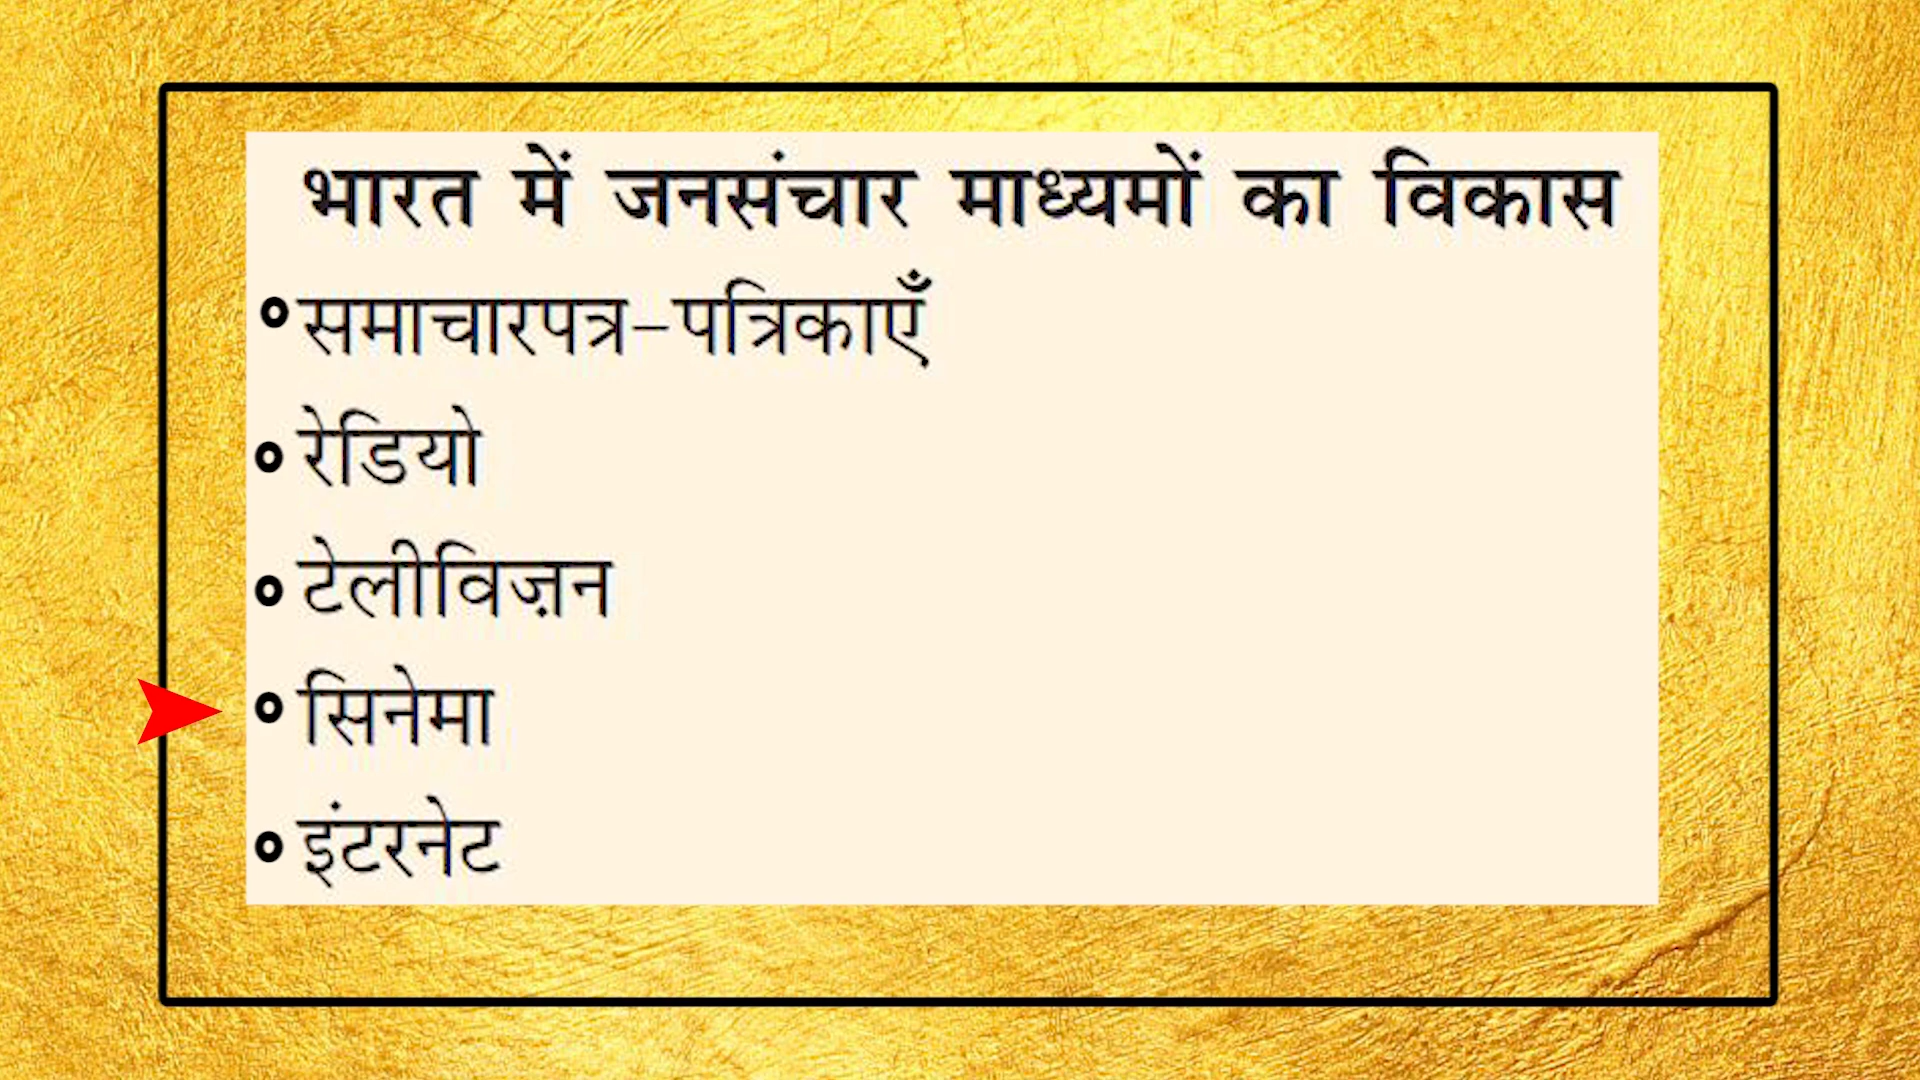 भारत में जनसंचार माध्यमों का विकास
समाचारपत्र-पत्रिकाएँ
रेडियो
टेलीविज़न
सिनेमा
इंटरनेट